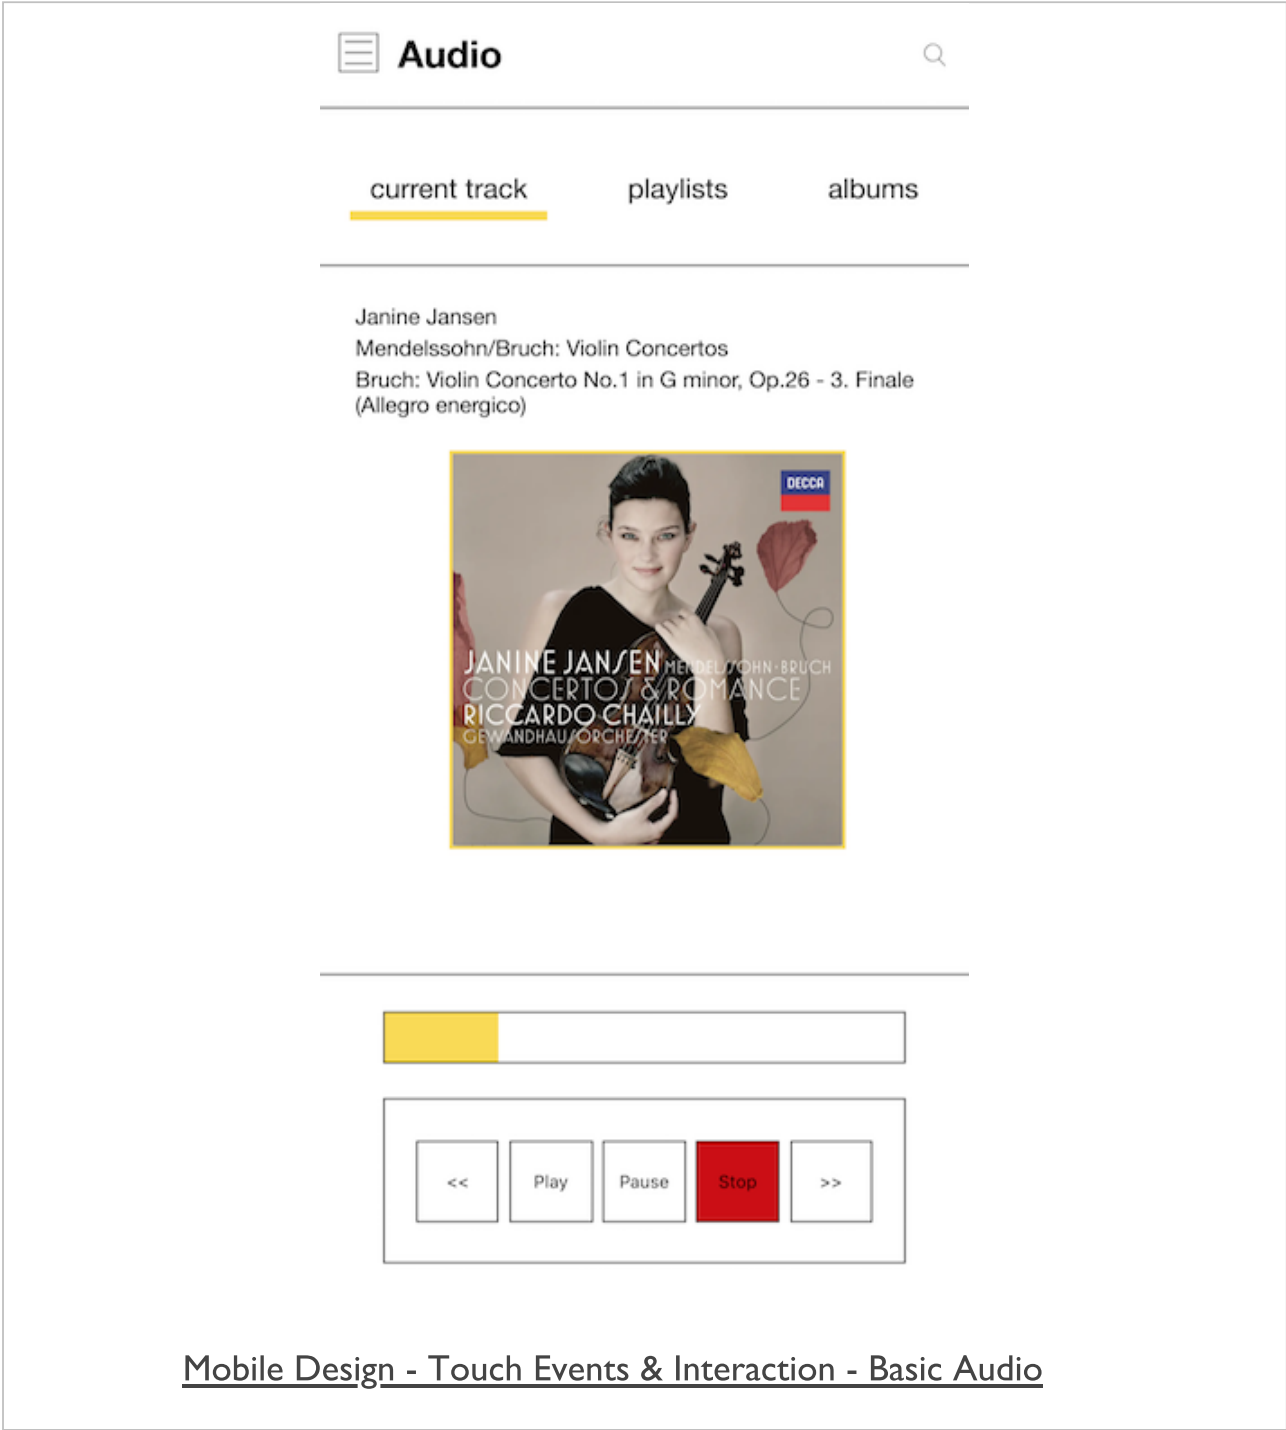 Audio
current track playlists albums
Janine Jansen
Mendelssohn/Bruch: Violin Concertos
Bruch: Violin Concerto No.1 in G minor, Op.26 - 3. Finale
(Allegro energico)
DECCA
JANINE JANSEN MENDELSSOHN·BRUCH
CONCERTOS & ROMANCE
RICCARDO CHAILLY
GEWANDHAUSORCHESTER
<< Play Pause Stop >>
Mobile Design - Touch Events & Interaction - Basic Audio